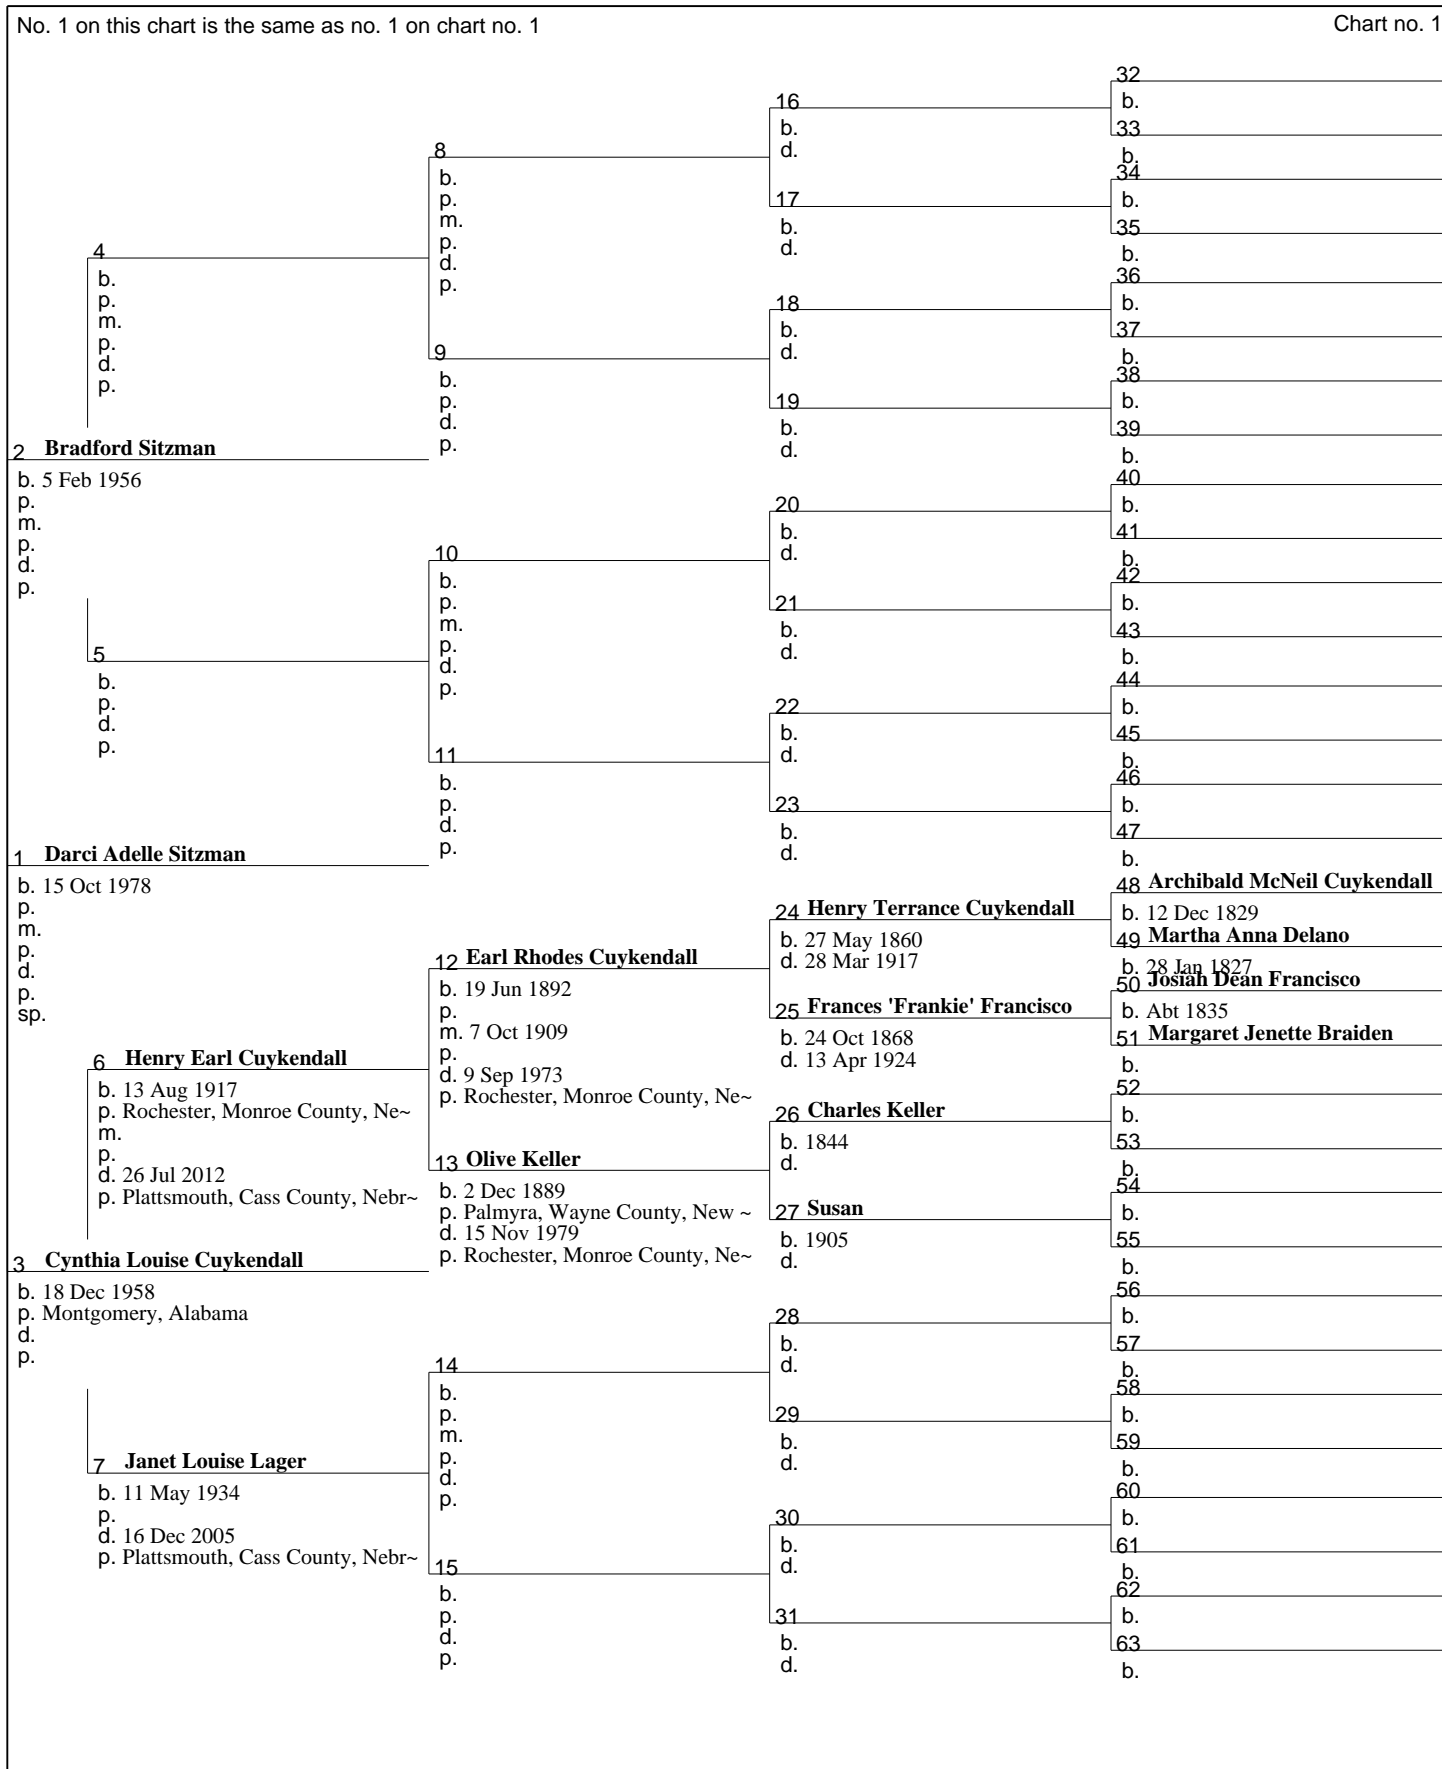 No. 1 on this chart is the same as no. 1 on chart no. 1
Chart no. 1
2 Bradford Sitzman
b. 5 Feb 1956
p.
m.
p.
d.
p.
1 Darci Adelle Sitzman
b. 15 Oct 1978
p.
m.
p.
d.
p.
sp.
3 Cynthia Louise Cuykendall
b. 18 Dec 1958
p. Montgomery, Alabama
d.
p.
4
b.
p.
m.
p.
d.
p.
5
b.
p.
d.
p.
6 Henry Earl Cuykendall
b. 13 Aug 1917
p. Rochester, Monroe County, Ne~
m.
p.
d. 26 Jul 2012
p. Plattsmouth, Cass County, Nebr~
7 Janet Louise Lager
b. 11 May 1934
p.
d. 16 Dec 2005
p. Plattsmouth, Cass County, Nebr~
8
b.
p.
m.
p.
d.
p.
9
b.
p.
d.
p.
10
b.
p.
m.
p.
d.
p.
11
b.
p.
d.
p.
12 Earl Rhodes Cuykendall
b. 19 Jun 1892
p.
m. 7 Oct 1909
p.
d. 9 Sep 1973
p. Rochester, Monroe County, Ne~
13 Olive Keller
b. 2 Dec 1889
p. Palmyra, Wayne County, New ~
d. 15 Nov 1979
p. Rochester, Monroe County, Ne~
14
b.
p.
m.
p.
d.
p.
15
b.
p.
d.
p.
16
b.
d.
17
b.
d.
18
b.
d.
19
b.
d.
20
b.
d.
21
b.
d.
22
b.
d.
23
b.
d.
24 Henry Terrance Cuykendall
b. 27 May 1860
d. 28 Mar 1917
25 Frances 'Frankie' Francisco
b. 24 Oct 1868
d. 13 Apr 1924
26 Charles Keller
b. 1844
d.
27 Susan
b. 1905
d.
28
b.
d.
29
b.
d.
30
b.
d.
31
b.
d.
32
b.
33
b.
34
b.
35
b.
36
b.
37
b.
38
b.
39
b.
40
b.
41
b.
42
b.
43
b.
44
b.
45
b.
46
b.
47
b.
48 Archibald McNeil Cuykendall
b. 12 Dec 1829
49 Martha Anna Delano
b. 28 Jan 1827
50 Josiah Dean Francisco
b. Abt 1835
51 Margaret Jenette Braiden
b.
52
b.
53
b.
54
b.
55
b.
56
b.
57
b.
58
b.
59
b.
60
b.
61
b.
62
b.
63
b.